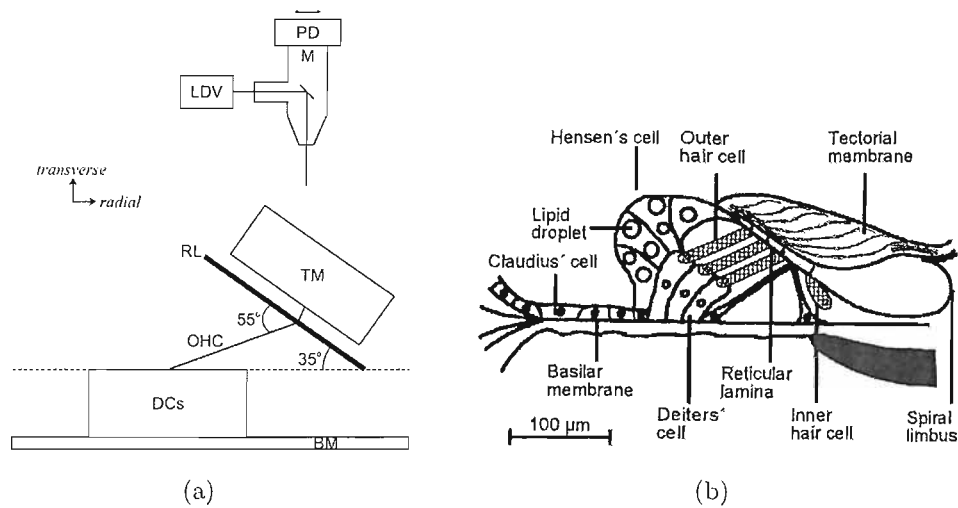 PD
M
LDV
transverse
radial
RL
TM
55°
OHC
35°
DCs
BM
(a)
Hensen´s cell
Outer
hair cell
Tectorial
membrane
Lipid
droplet
Claudius´ cell
Basilar
membrane
Reticular
lamina
Deiters´
cell
Inner
hair cell
Spiral
limbus
100 µm
(b)